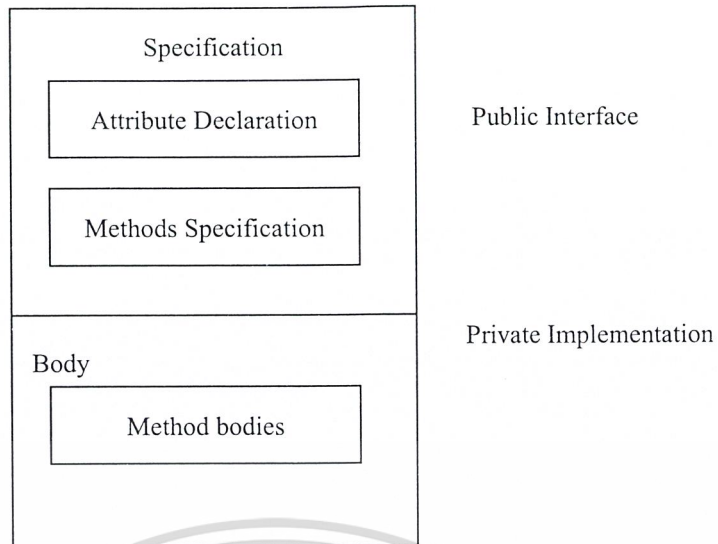 Specification
Attribute Declaration
Public Interface
Methods Specification
Private Implementation
Body
Method bodies